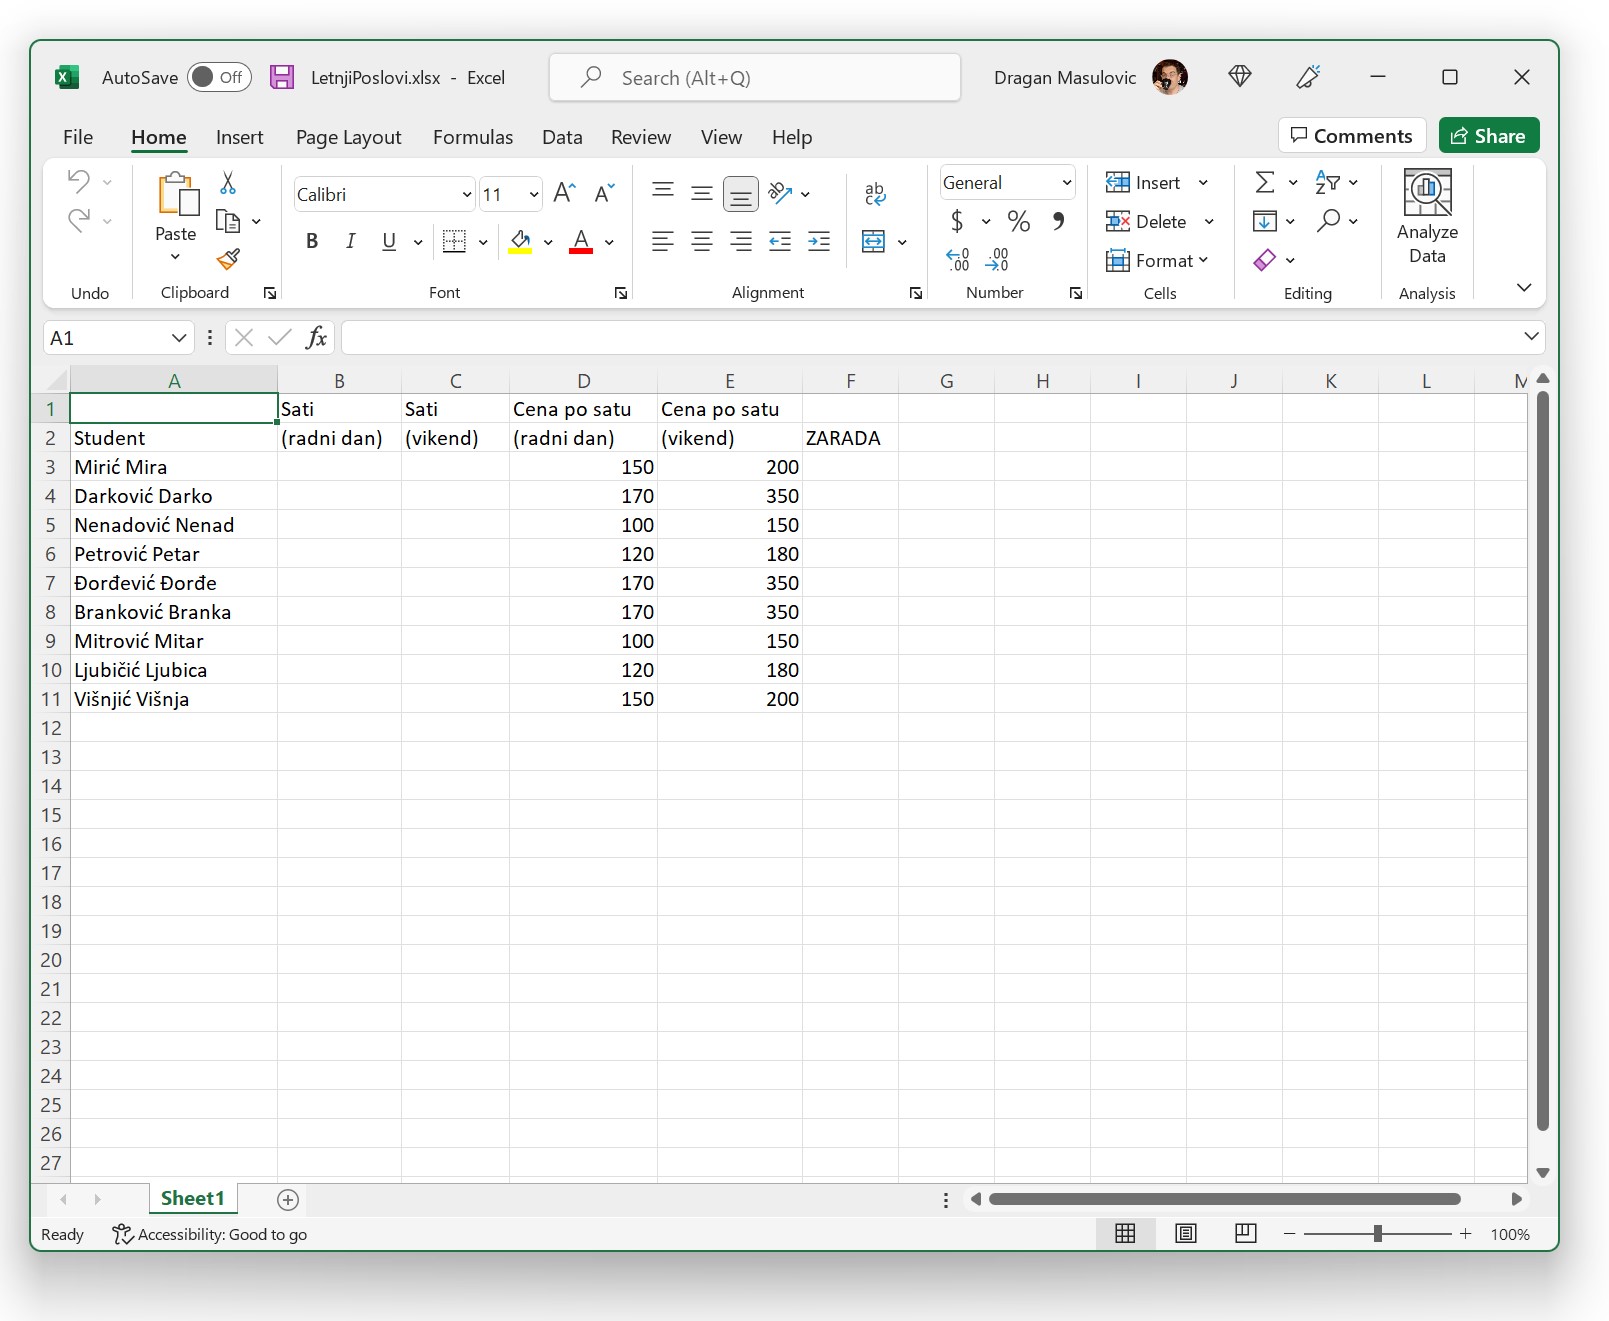 AutoSave Off LetnjiPoslovi.xlsx - Excel Search (Alt+Q) Dragan Masulovic
File Home Insert Page Layout Formulas Data Review View Help Comments Share
Paste Calibri 11 General Insert Delete Format Analyze Data
B I U A $ % 9
Undo Clipboard Font Alignment Number Cells Editing Analysis
A1 fx
A B C D E F G H I J K L M
1 Sati Sati Cena po satu Cena po satu
2 Student (radni dan) (vikend) (radni dan) (vikend) ZARADA
3 Mirić Mira 150 200
4 Darković Darko 170 350
5 Nenadović Nenad 100 150
6 Petrović Petar 120 180
7 Đorđević Đorđe 170 350
8 Branković Branka 170 350
9 Mitrović Mitar 100 150
10 Ljubičić Ljubica 120 180
11 Višnjić Višnja 150 200
12
13
14
15
16
17
18
19
20
21
22
23
24
25
26
27
Sheet1
Ready Accessibility: Good to go 100%